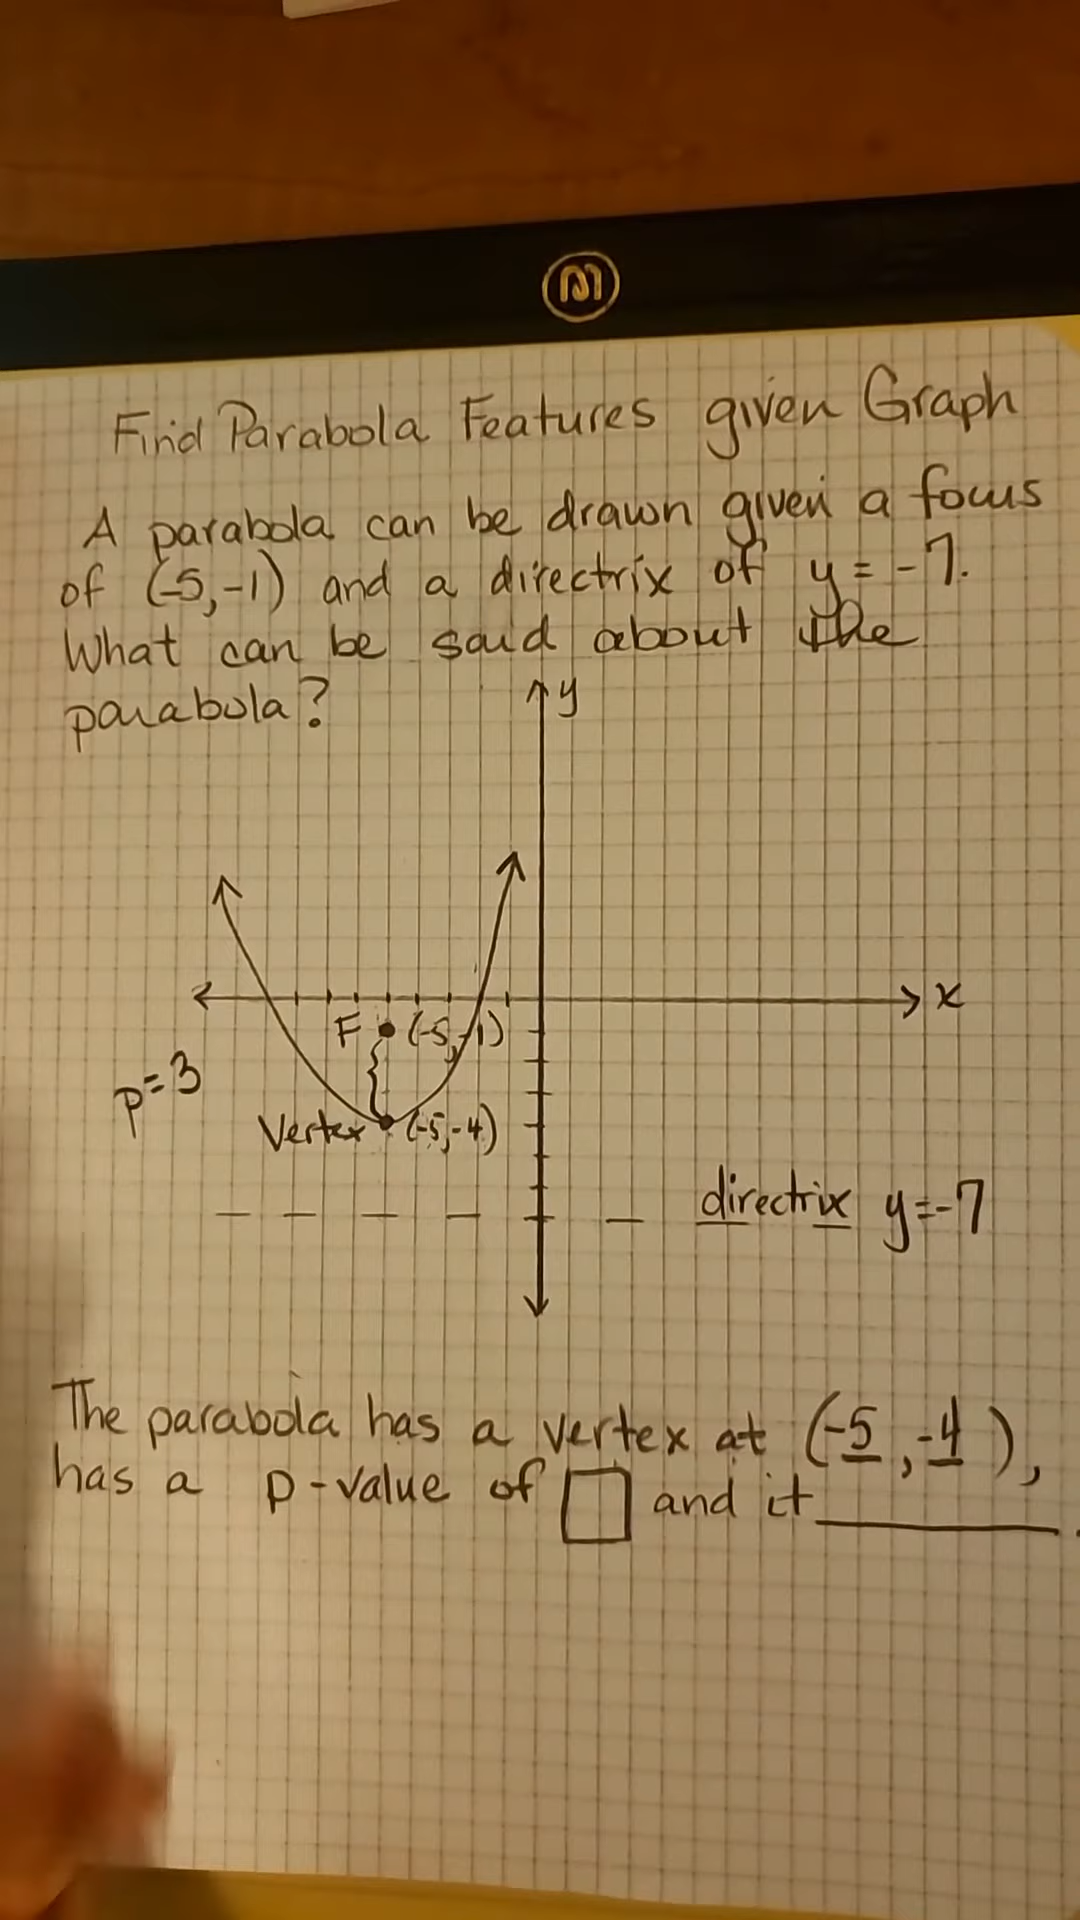 Find Parabola Features given Graph
A parabola can be drawn given a focus
of (-5,-1) and a directrix of y = -7.
What can be said about the
parabola?
y
x
F (-5,-1)
p=3
Vertex (-5,-4)
directrix y=-7
The parabola has a vertex at (-5,-4),
has a p-value of and it